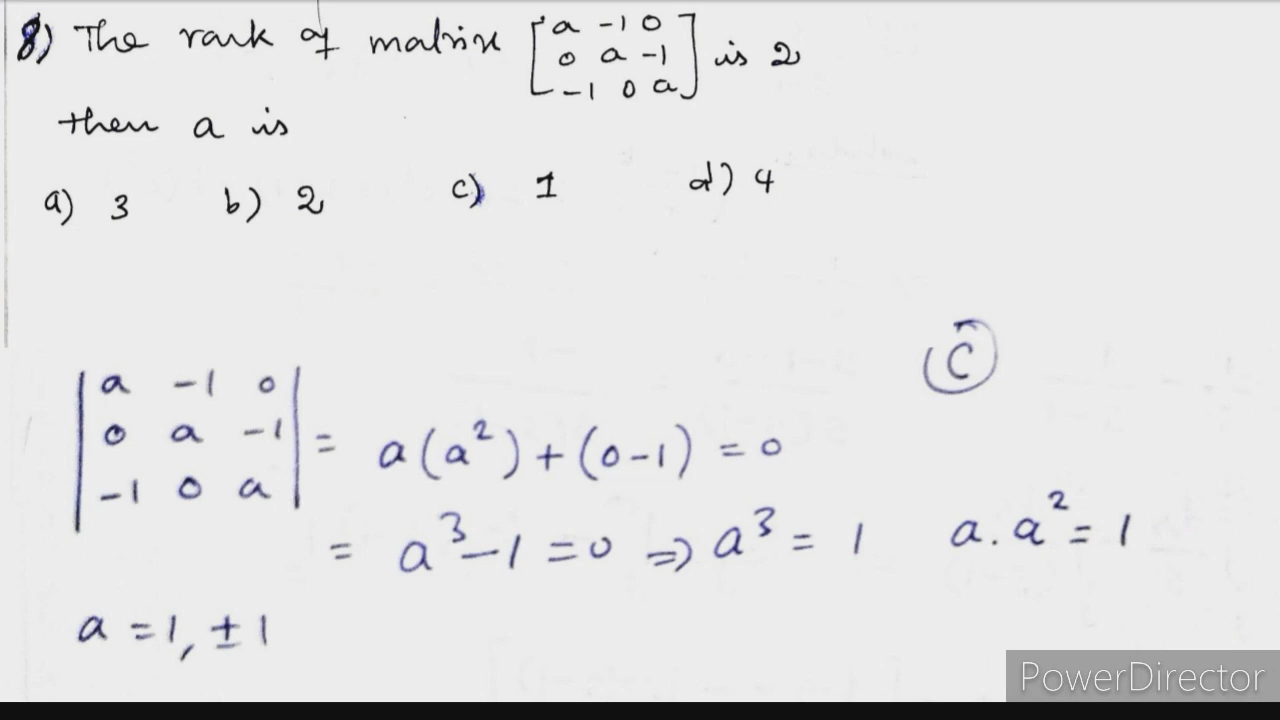 8) The rank of matrix [a -1 0
0 a -1
-1 0 a] is 2
then a is
a) 3 b) 2 c) 1 d) 4
C
|a -1 0
0 a -1
-1 0 a| = a(a²)+(0-1) = 0
= a³-1=0 ⇒ a³ = 1 a.a²=1
a = 1, ±1
PowerDirector